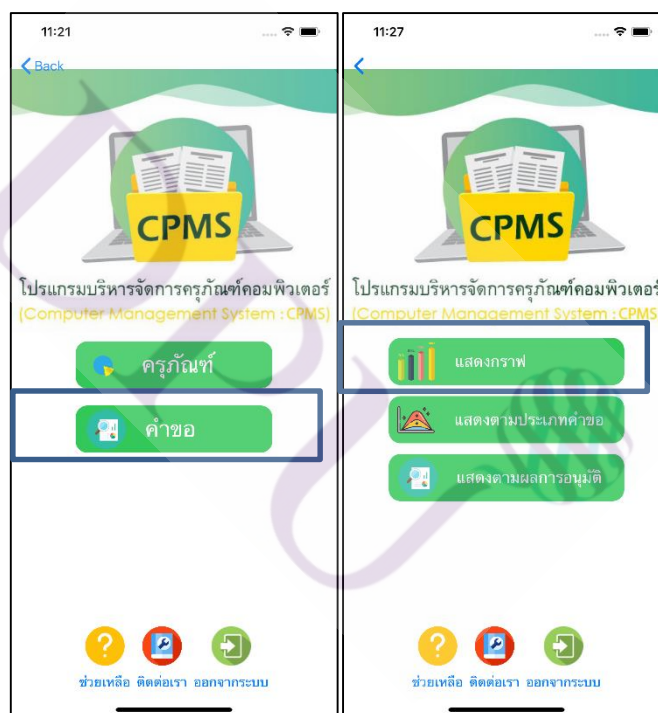 11:21
Back
CPMS
โปรแกรมบริหารจัดการครุภัณฑ์คอมพิวเตอร์
(Computer Management System : CPMS)
ครุภัณฑ์
คำขอ
?
ช่วยเหลือ ติดต่อเรา ออกจากระบบ
11:27
CPMS
โปรแกรมบริหารจัดการครุภัณฑ์คอมพิวเตอร์
(Computer Management System : CPMS
แสดงกราฟ
แสดงตามประเภทคำขอ
แสดงตามผลการอนุมัติ
?
ช่วยเหลือ ติดต่อเรา ออกจากระบบ